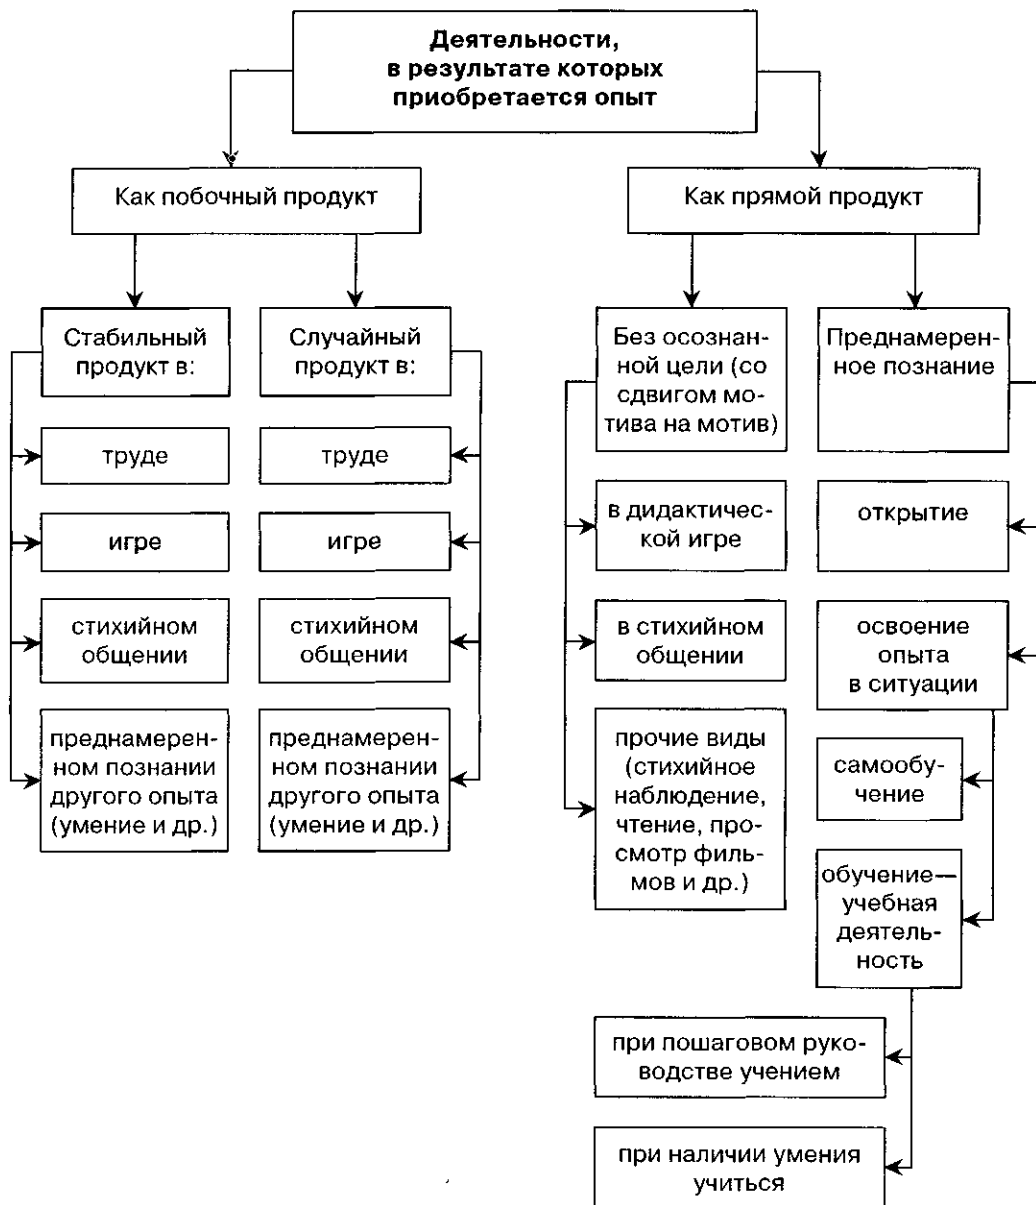 Деятельности,
в результате которых
приобретается опыт
Как побочный продукт
Как прямой продукт
Стабильный
продукт в:
труде
игре
стихийном
общении
преднамерен-
ном познании
другого опыта
(умение и др.)
Случайный
продукт в:
труде
игре
стихийном
общении
преднамерен-
ном познании
другого опыта
(умение и др.)
Без осознан-
ной цели (со
сдвигом мо-
тива на мотив)
в дидактичес-
кой игре
в стихийном
общении
прочие виды
(стихийное
наблюдение,
чтение, про-
смотр филь-
мов и др.)
Преднамерен-
ное познание
открытие
освоение
опыта
в ситуации
самообу-
чение
обучение—
учебная
деятель-
ность
при пошаговом руко-
водстве учением
при наличии умения
учиться